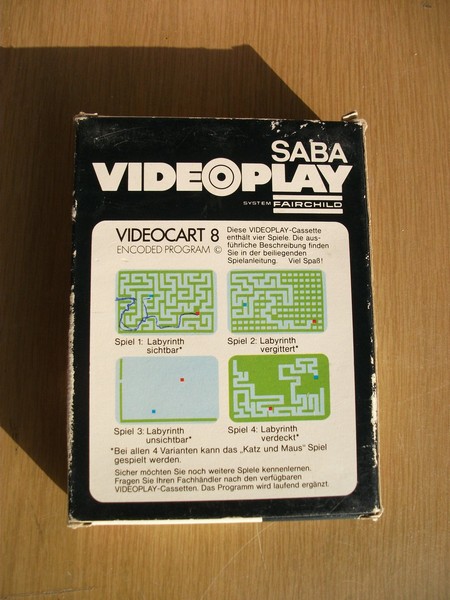 SABA
VIDEOPLAY
SYSTEM FAIRCHILD
VIDEOCART 8
ENCODED PROGRAM ©
Diese VIDEOPLAY-Cassette
enthält vier Spiele. Die aus-
führliche Beschreibung finden
Sie in der beiliegenden
Spielanleitung. Viel Spaß!
Spiel 1: Labyrinth
sichtbar*
Spiel 2: Labyrinth
vergittert*
Spiel 3: Labyrinth
unsichtbar*
Spiel 4: Labyrinth
verdeckt*
*Bei allen 4 Varianten kann das „Katz und Maus" Spiel
gespielt werden.
Sicher möchten Sie noch weitere Spiele kennenlernen.
Fragen Sie Ihren Fachhändler nach den verfügbaren
VIDEOPLAY-Cassetten. Das Programm wird laufend ergänzt.